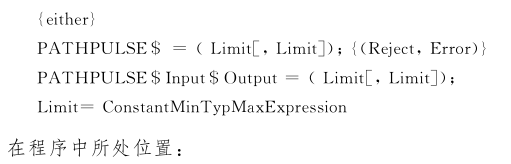 {either}
PATHPULSE$ = ( Limit[, Limit]); {(Reject, Error)}
PATHPULSE$Input$Output = ( Limit[, Limit]);
Limit= ConstantMinTypMaxExpression
在程序中所处位置: